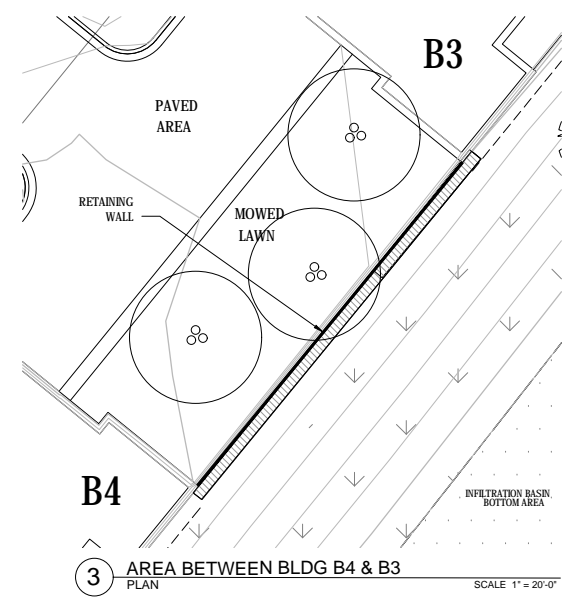 B3
PAVED
AREA
RETAINING
WALL
MOWED
LAWN
B4
INFILTRATION BASIN
BOTTOM AREA
3
AREA BETWEEN BLDG B4 & B3
PLAN
SCALE 1" = 20'-0"